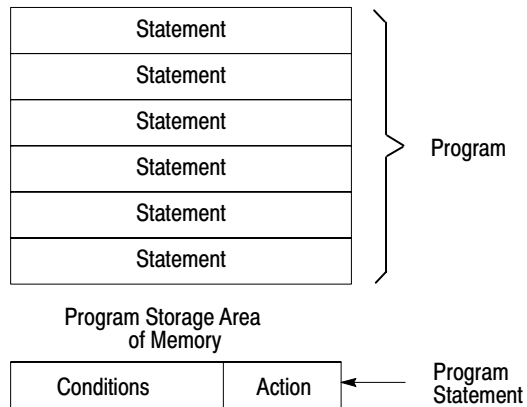 Statement
Statement
Statement
Program
Statement
Statement
Statement
Program Storage Area
of Memory
Conditions
Action
Program
Statement